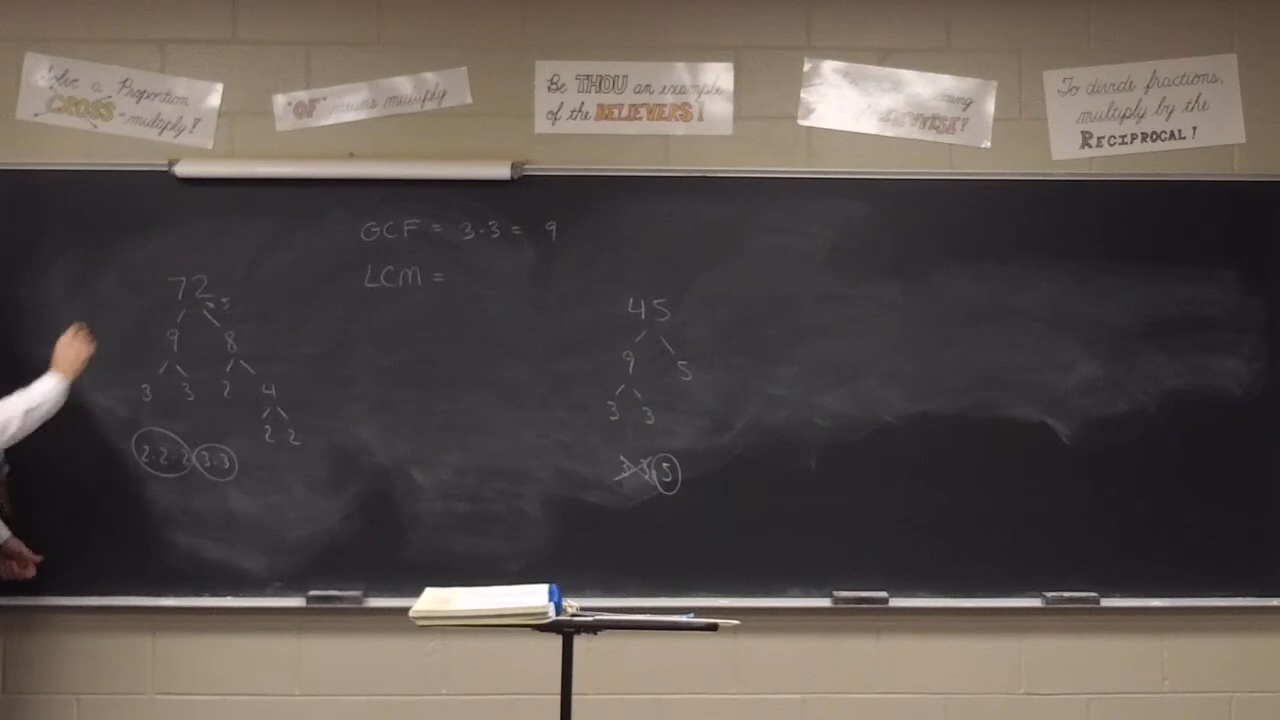 Solve a Proportion
"CROSS"-multiply!
"OF" means multiply
Be THOU an example
of the BELIEVERS!
To divide fractions,
multiply by the
RECIPROCAL!
GCF = 3·3 = 9
LCM =
72
9 8
3 3 2 4
2 2
2·2·2 3·3
45
9 5
3 3
3·3 5